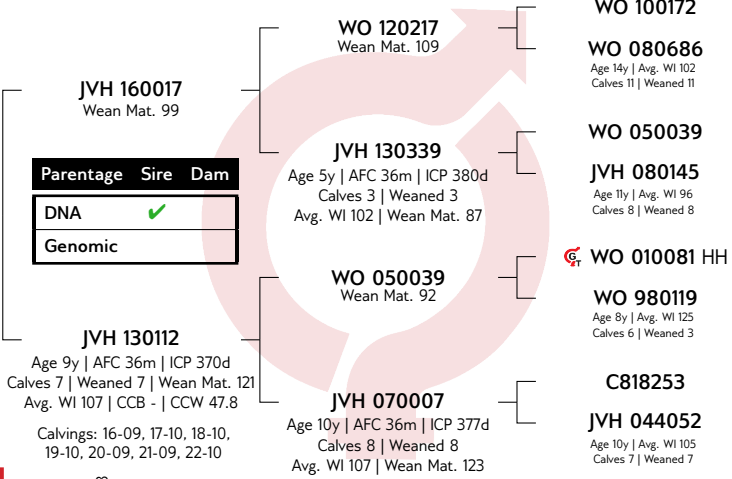 WO 100172
WO 120217
Wean Mat. 109
WO 080686
Age 14y | Avg. WI 102
Calves 11 | Weaned 11
JVH 160017
Wean Mat. 99
WO 050039
JVH 130339
Age 5y | AFC 36m | ICP 380d
Calves 3 | Weaned 3
Avg. WI 102 | Wean Mat. 87
JVH 080145
Age 11y | Avg. WI 96
Calves 8 | Weaned 8
Parentage Sire Dam
DNA ✔
Genomic
GT WO 010081 HH
WO 050039
Wean Mat. 92
WO 980119
Age 8y | Avg. WI 125
Calves 6 | Weaned 3
JVH 130112
Age 9y | AFC 36m | ICP 370d
Calves 7 | Weaned 7 | Wean Mat. 121
Avg. WI 107 | CCB - | CCW 47.8
Calvings: 16-09, 17-10, 18-10,
19-10, 20-09, 21-09, 22-10
C818253
JVH 070007
Age 10y | AFC 36m | ICP 377d
Calves 8 | Weaned 8
Avg. WI 107 | Wean Mat. 123
JVH 044052
Age 10y | Avg. WI 105
Calves 7 | Weaned 7